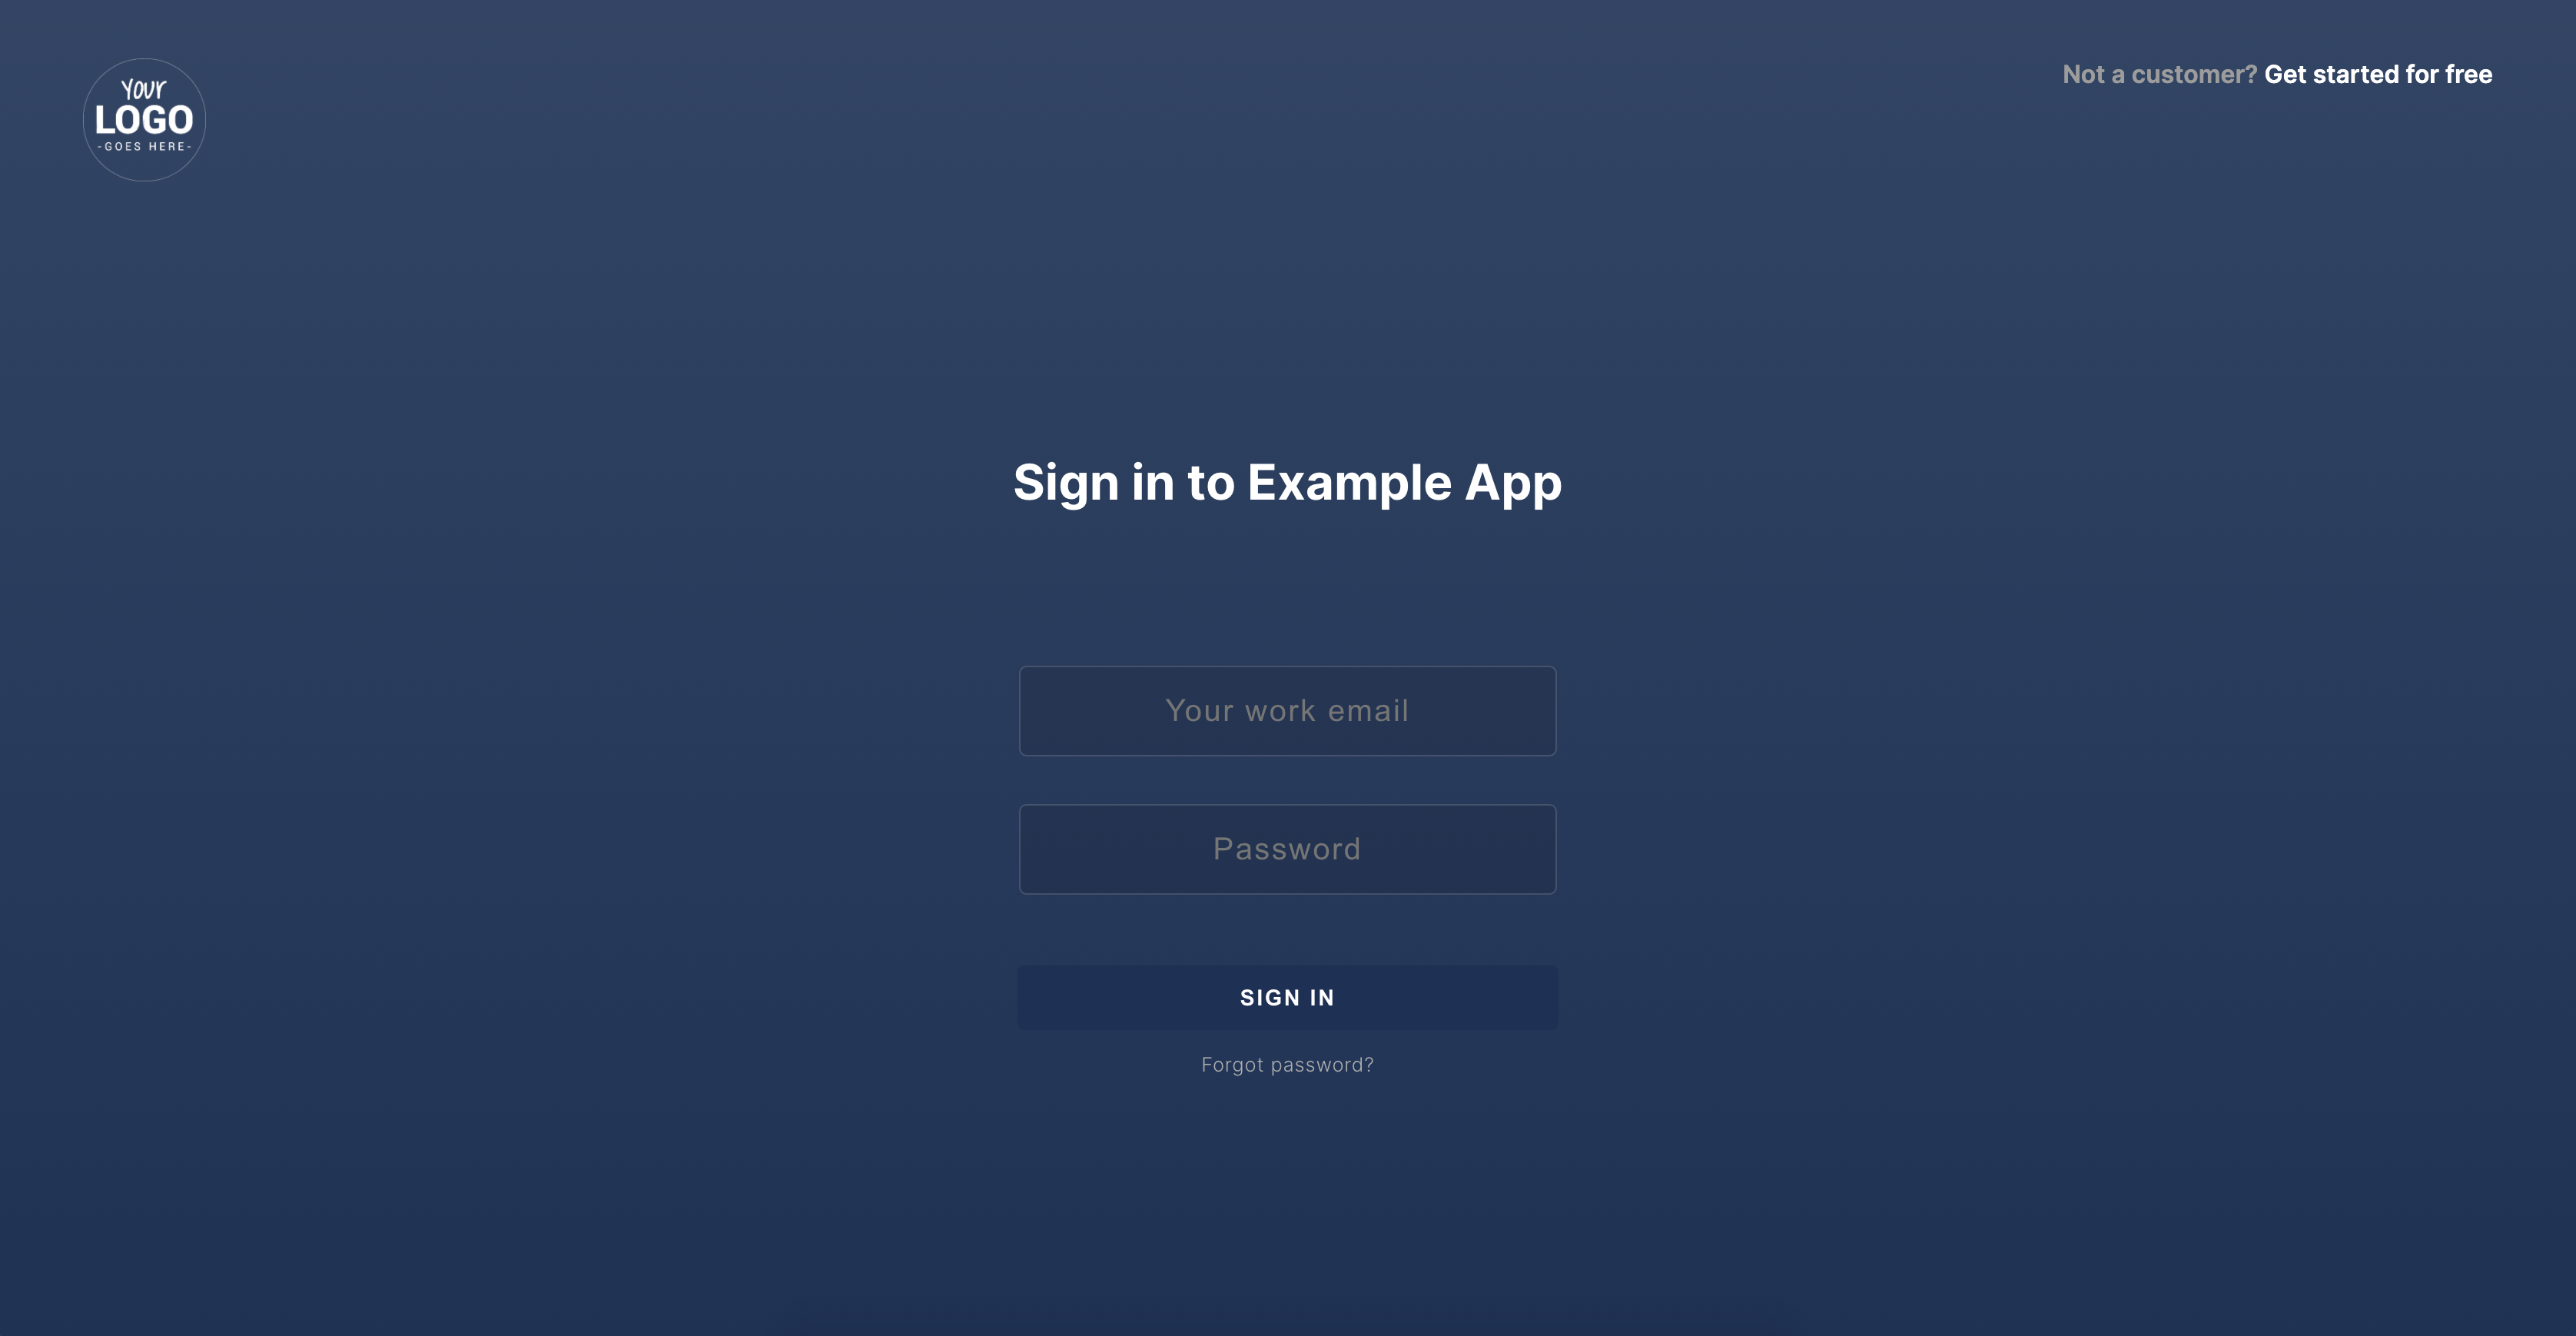 Your
LOGO
-GOES HERE-
Not a customer? Get started for free
Sign in to Example App
Your work email
Password
SIGN IN
Forgot password?